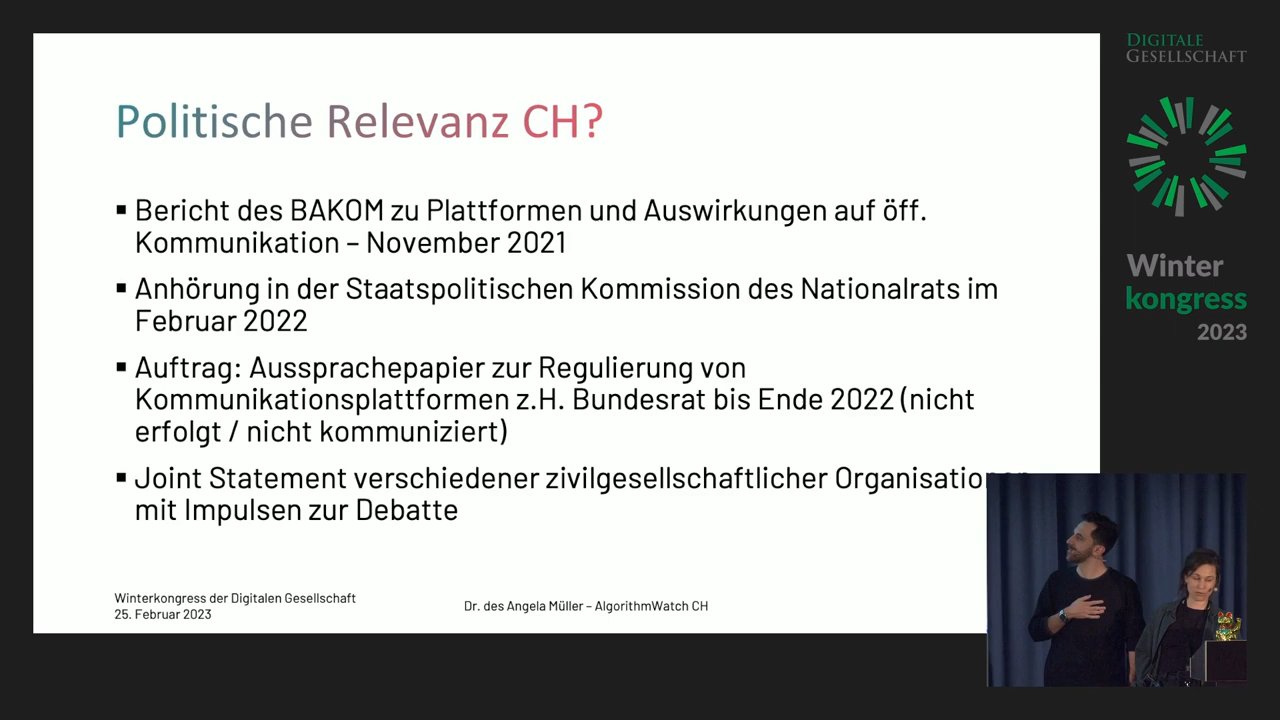 Politische Relevanz CH?
▪ Bericht des BAKOM zu Plattformen und Auswirkungen auf öff.
Kommunikation – November 2021
▪ Anhörung in der Staatspolitischen Kommission des Nationalrats im
Februar 2022
▪ Auftrag: Aussprachepapier zur Regulierung von
Kommunikationsplattformen z.H. Bundesrat bis Ende 2022 (nicht
erfolgt / nicht kommuniziert)
▪ Joint Statement verschiedener zivilgesellschaftlicher Organisationen
mit Impulsen zur Debatte
Winterkongress der Digitalen Gesellschaft
25. Februar 2023
Dr. des Angela Müller – AlgorithmWatch CH
DIGITALE
GESELLSCHAFT
Winter
kongress
2023